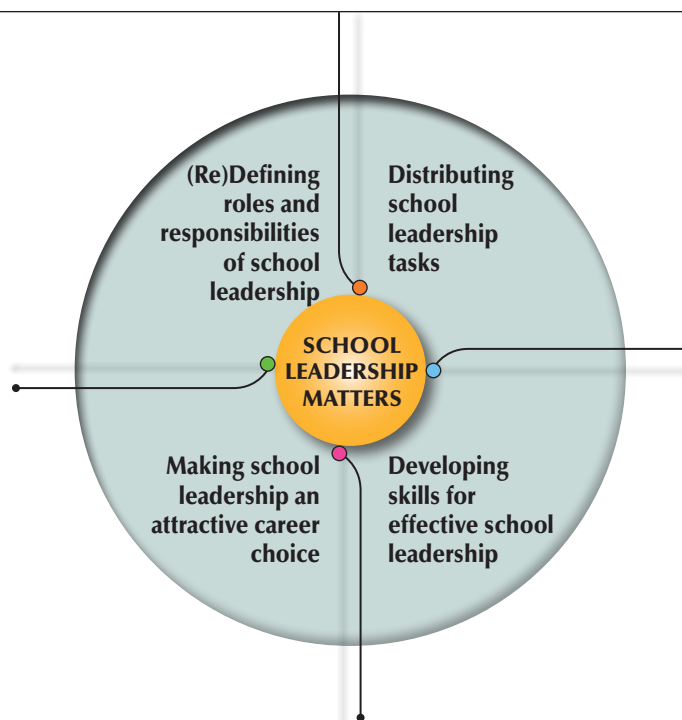 (Re)Defining
roles and
responsibilities
of school
leadership
Distributing
school
leadership
tasks
SCHOOL
LEADERSHIP
MATTERS
Making school
leadership an
attractive career
choice
Developing
skills for
effective school
leadership